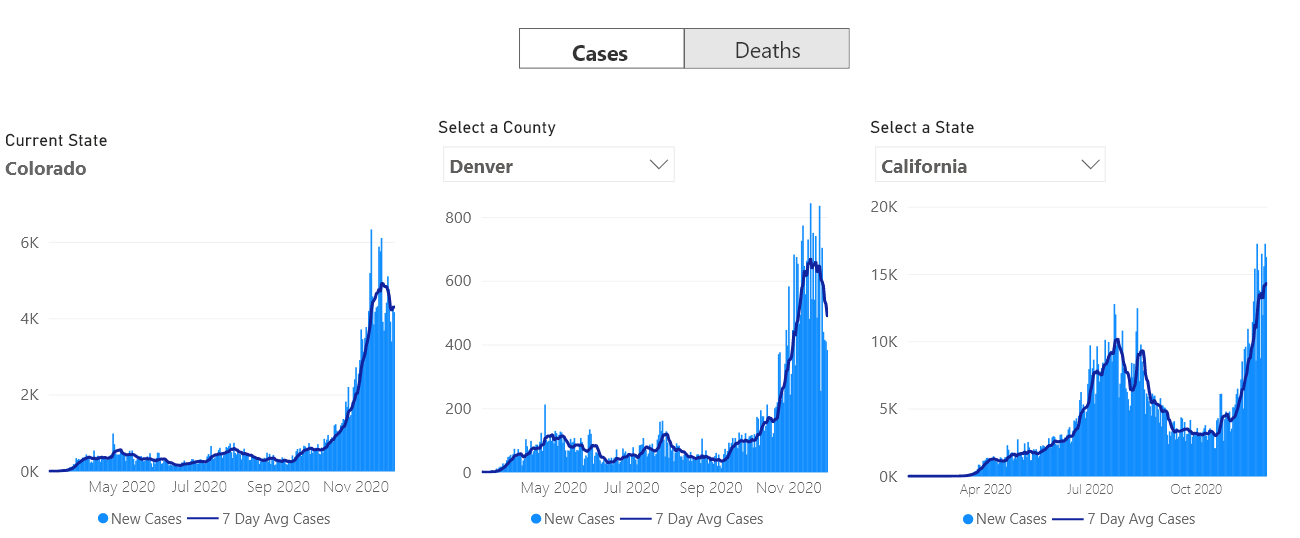 Cases Deaths
Current State
Colorado
6K
4K
2K
0K
May 2020 Jul 2020 Sep 2020 Nov 2020
New Cases 7 Day Avg Cases
Select a County
Denver
800
600
400
200
0
May 2020 Jul 2020 Sep 2020 Nov 2020
New Cases 7 Day Avg Cases
Select a State
California
20K
15K
10K
5K
0K
Apr 2020 Jul 2020 Oct 2020
New Cases 7 Day Avg Cases